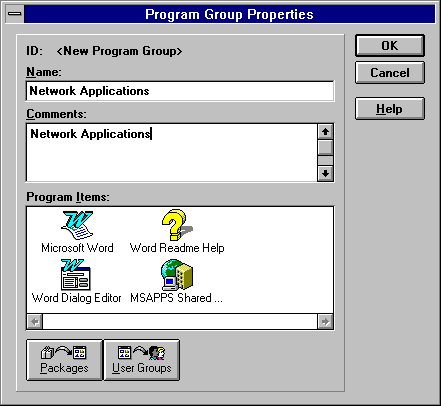 Program Group Properties
ID: <New Program Group>
OK
Name:
Cancel
Network Applications
Help
Comments:
Network Applications
Program Items:
Microsoft Word
Word Readme Help
Word Dialog Editor
MSAPPS Shared ...
Packages
User Groups